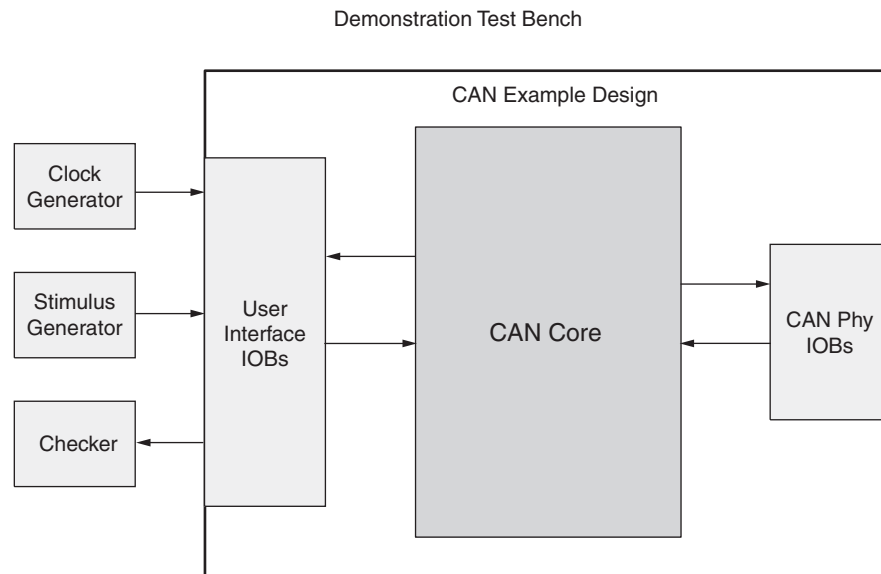 Demonstration Test Bench
CAN Example Design
Clock
Generator
Stimulus
Generator
Checker
User
Interface
IOBs
CAN Core
CAN Phy
IOBs